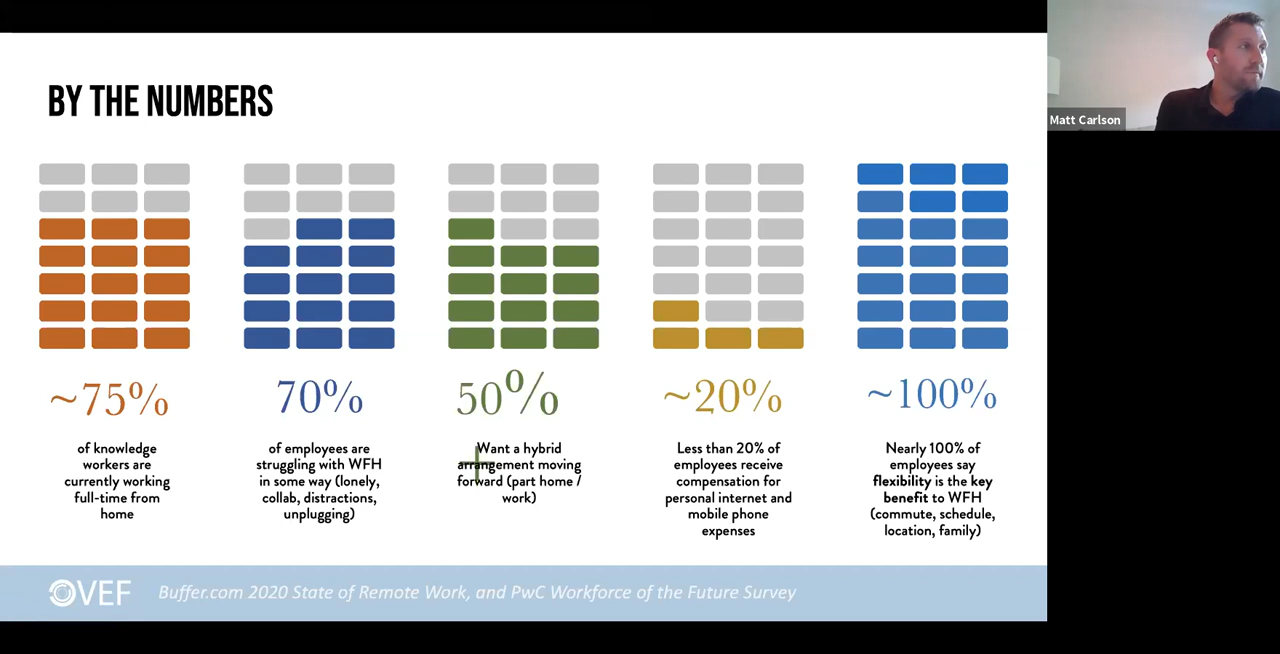 BY THE NUMBERS
Matt Carlson
~75%
of knowledge
workers are
currently working
full-time from
home
70%
of employees are
struggling with WFH
in some way (lonely,
collab, distractions,
unplugging)
50%
Want a hybrid
arrangement moving
forward (part home /
work)
~20%
Less than 20% of
employees receive
compensation for
personal internet and
mobile phone
expenses
~100%
Nearly 100% of
employees say
flexibility is the key
benefit to WFH
(commute, schedule,
location, family)
VEF
Buffer.com 2020 State of Remote Work, and PwC Workforce of the Future Survey